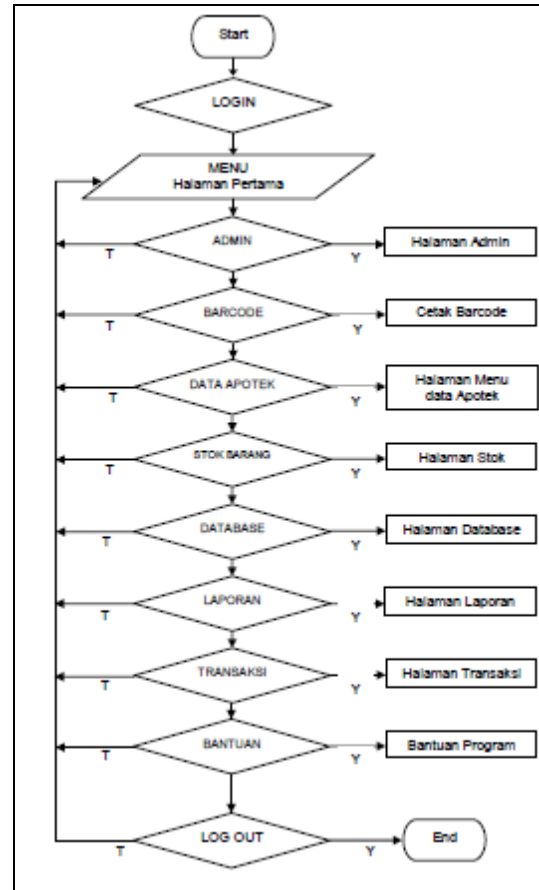 Start
LOGIN
MENU
Halaman Pertama
ADMIN
T
Y
Halaman Admin
BARCODE
T
Y
Cetak Barcode
DATA APOTEK
T
Y
Halaman Menu
data Apotek
STOK BARANG
T
Y
Halaman Stok
DATABASE
T
Y
Halaman Database
LAPORAN
T
Y
Halaman Laporan
TRANSAKSI
T
Y
Halaman Transaksi
BANTUAN
T
Y
Bantuan Program
LOG OUT
T
Y
End